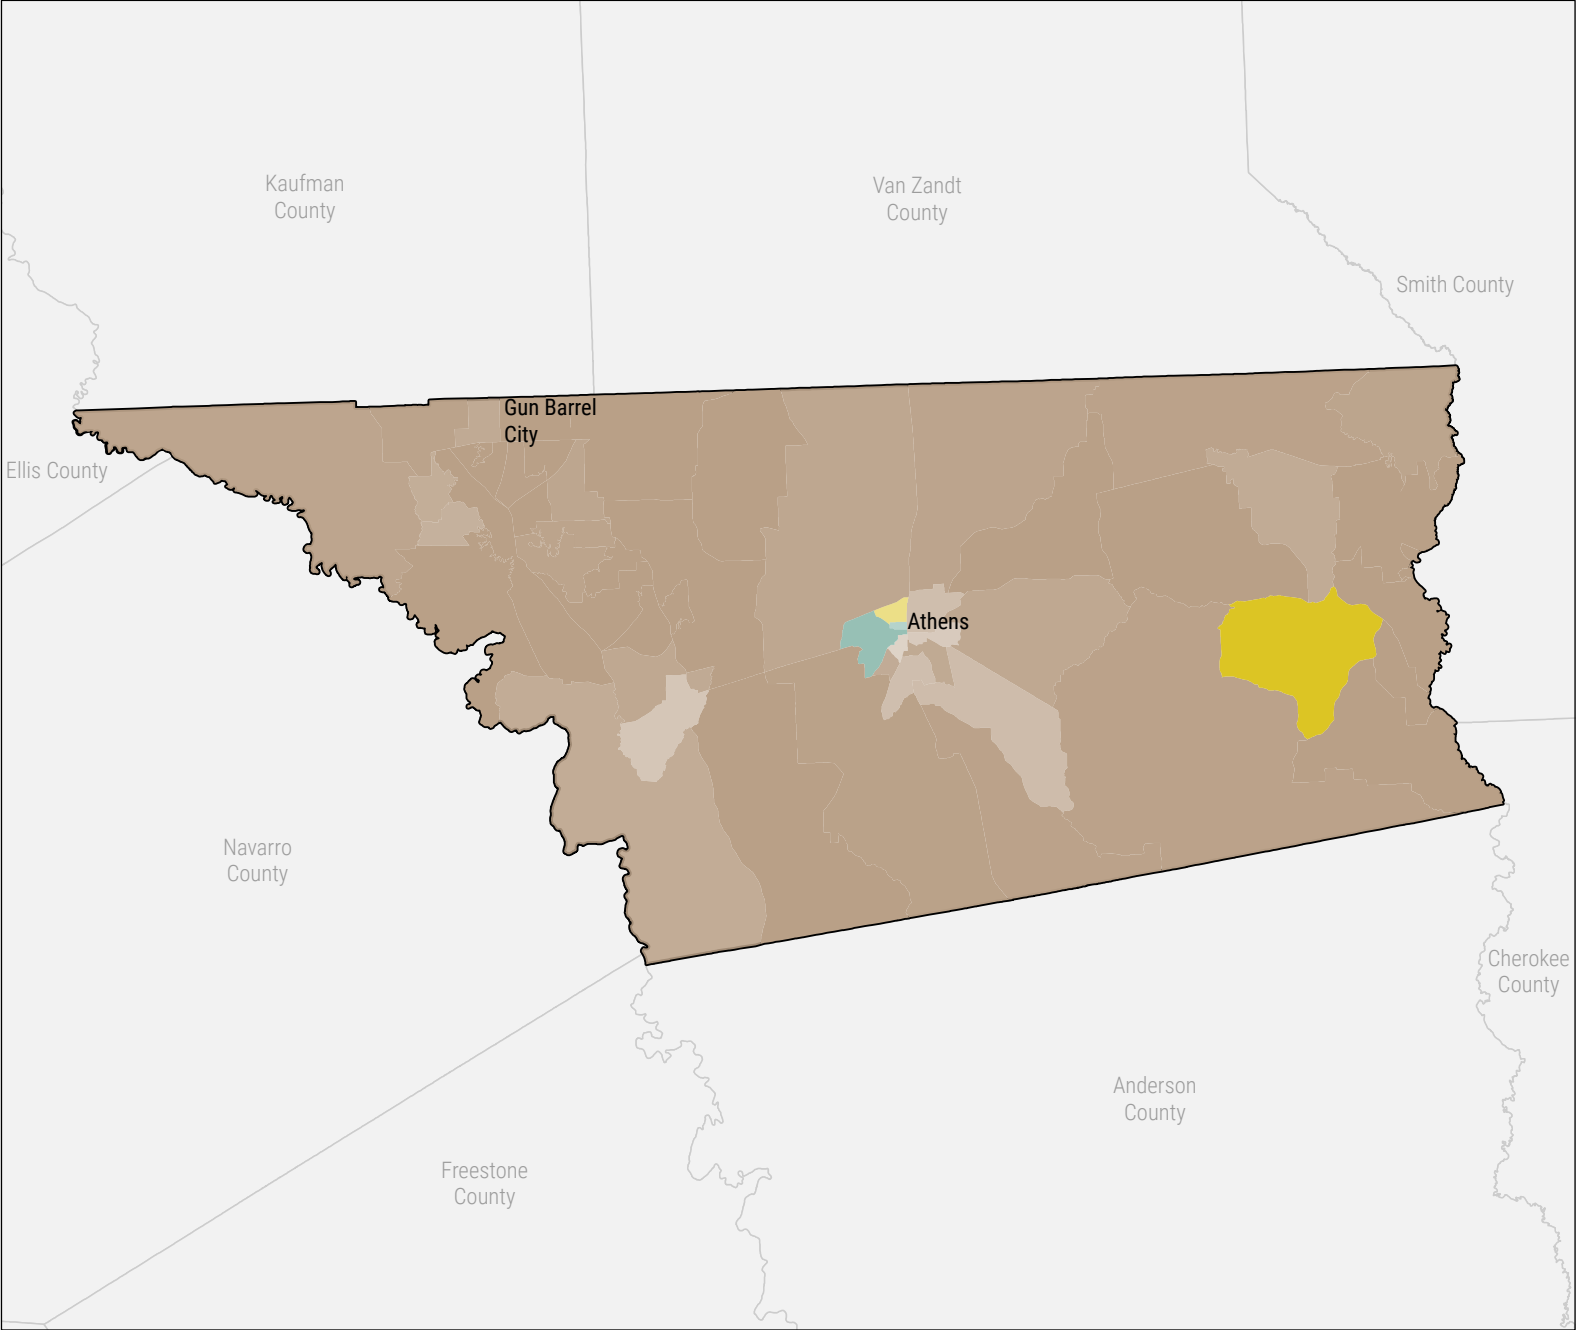 Kaufman
County
Van Zandt
County
Smith County
Gun Barrel
City
Ellis County
Athens
Navarro
County
Cherokee
County
Anderson
County
Freestone
County